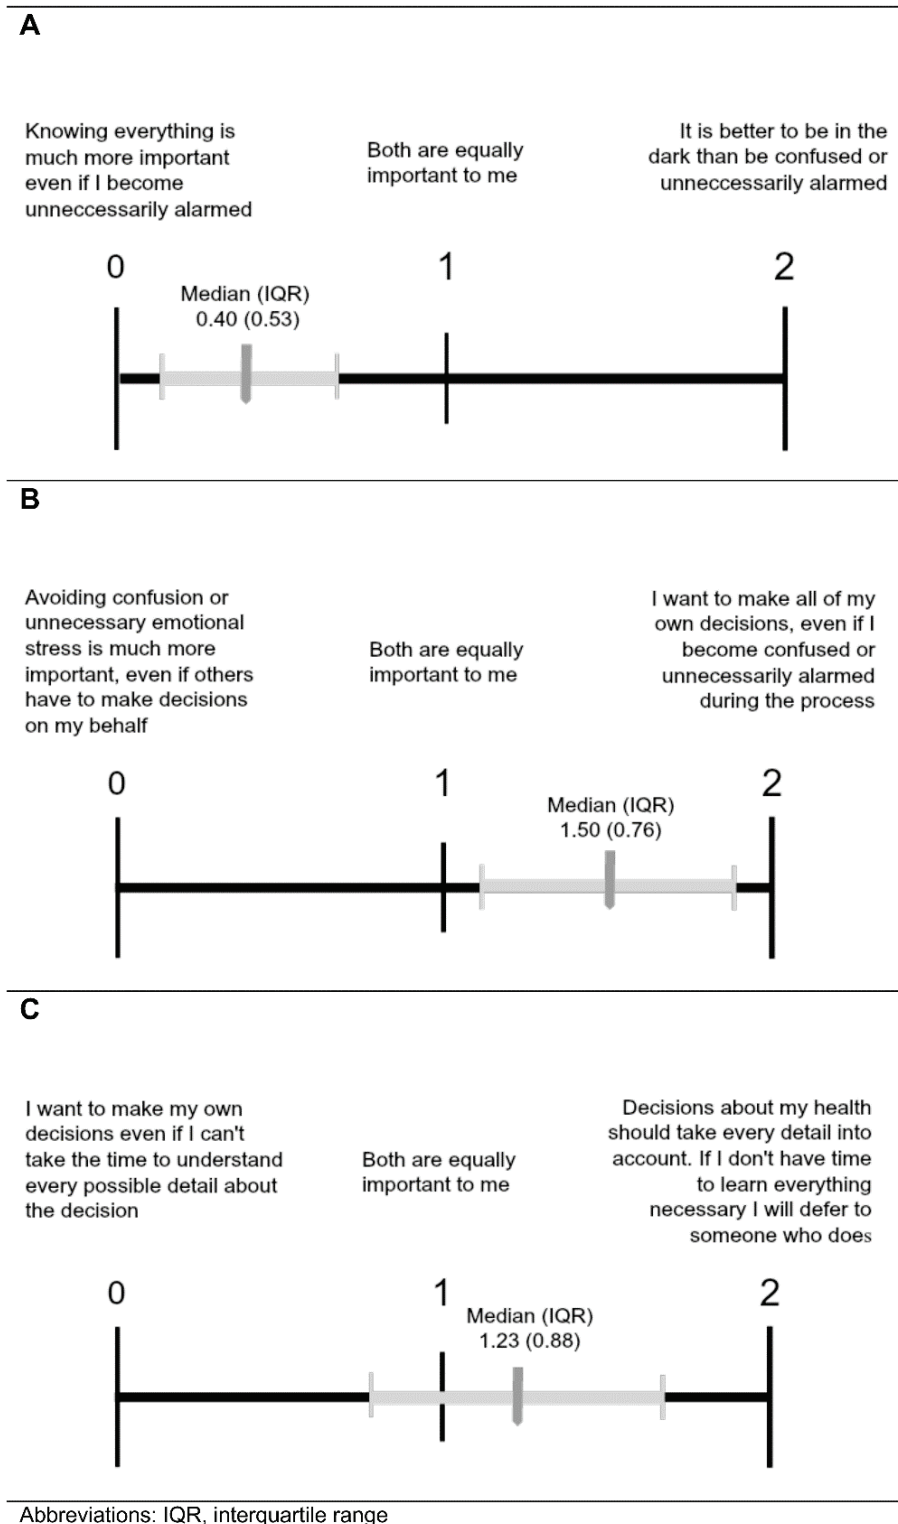 A
Knowing everything is
much more important
even if I become
unneccessarily alarmed
Both are equally
important to me
It is better to be in the
dark than be confused or
unneccessarily alarmed
0
1
2
Median (IQR)
0.40 (0.53)
B
Avoiding confusion or
unnecessary emotional
stress is much more
important, even if others
have to make decisions
on my behalf
Both are equally
important to me
I want to make all of my
own decisions, even if I
become confused or
unnecessarily alarmed
during the process
0
1
2
Median (IQR)
1.50 (0.76)
C
I want to make my own
decisions even if I can't
take the time to understand
every possible detail about
the decision
Both are equally
important to me
Decisions about my health
should take every detail into
account. If I don't have time
to learn everything
necessary I will defer to
someone who does
0
1
2
Median (IQR)
1.23 (0.88)
Abbreviations: IQR, interquartile range